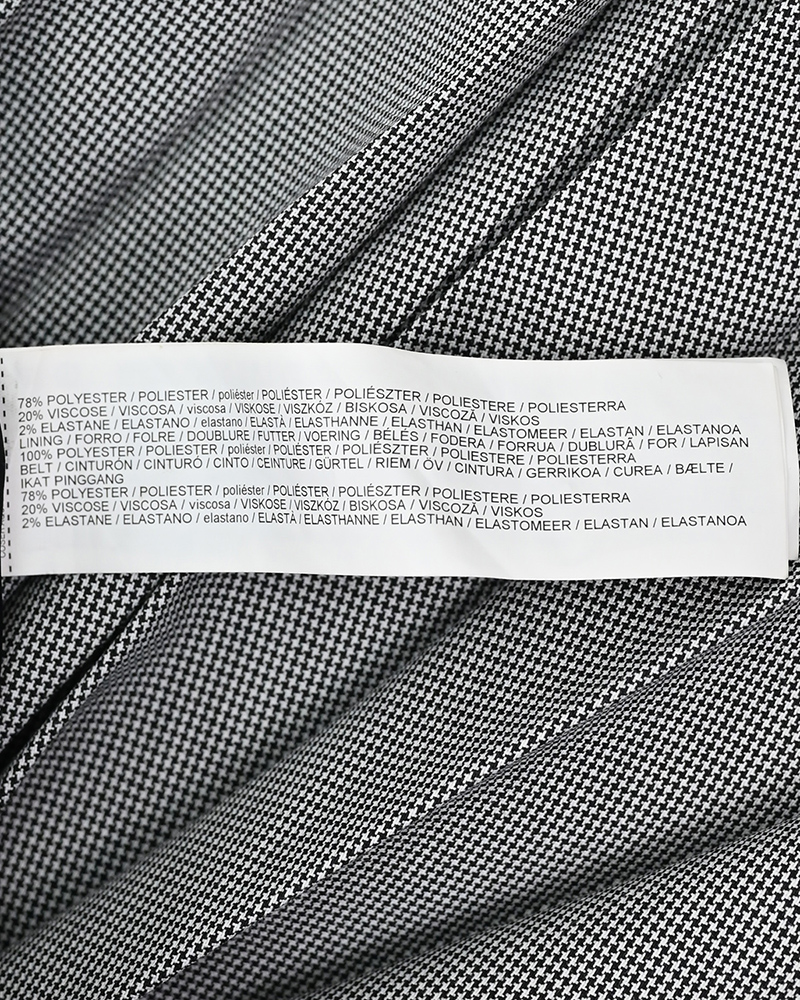 78% POLYESTER / POLIESTER / poliéster / POLIÉSTER / POLIÉSZTER / POLIESTERE / POLIESTERRA
20% VISCOSE / VISCOSA / viscosa / VISKOSE / VISZKÓZ / BISKOSA / VISCOZĂ / VISKOS
2% ELASTANE / ELASTANO / elastano / ELASTÀ / ELASTHANNE / ELASTHAN / ELASTOMEER / ELASTAN / ELASTANOA
LINING / FORRO / FOLRE / DOUBLURE / FUTTER / VOERING / BÉLÉS / FODERA / FORRUA / DUBLURĂ / FOR / LAPISAN
100% POLYESTER / POLIESTER / poliéster / POLIÉSTER / POLIÉSZTER / POLIESTERE / POLIESTERRA
BELT / CINTURÓN / CINTURÓ / CINTO / CEINTURE / GÜRTEL / RIEM / ÖV / CINTURA / GERRIKOA / CUREA / BÆLTE /
IKAT PINGGANG
78% POLYESTER / POLIESTER / poliéster / POLIÉSTER / POLIÉSZTER / POLIESTERE / POLIESTERRA
20% VISCOSE / VISCOSA / viscosa / VISKOSE / VISZKÓZ / BISKOSA / VISCOZĂ / VISKOS
2% ELASTANE / ELASTANO / elastano / ELASTÀ / ELASTHANNE / ELASTHAN / ELASTOMEER / ELASTAN / ELASTANOA